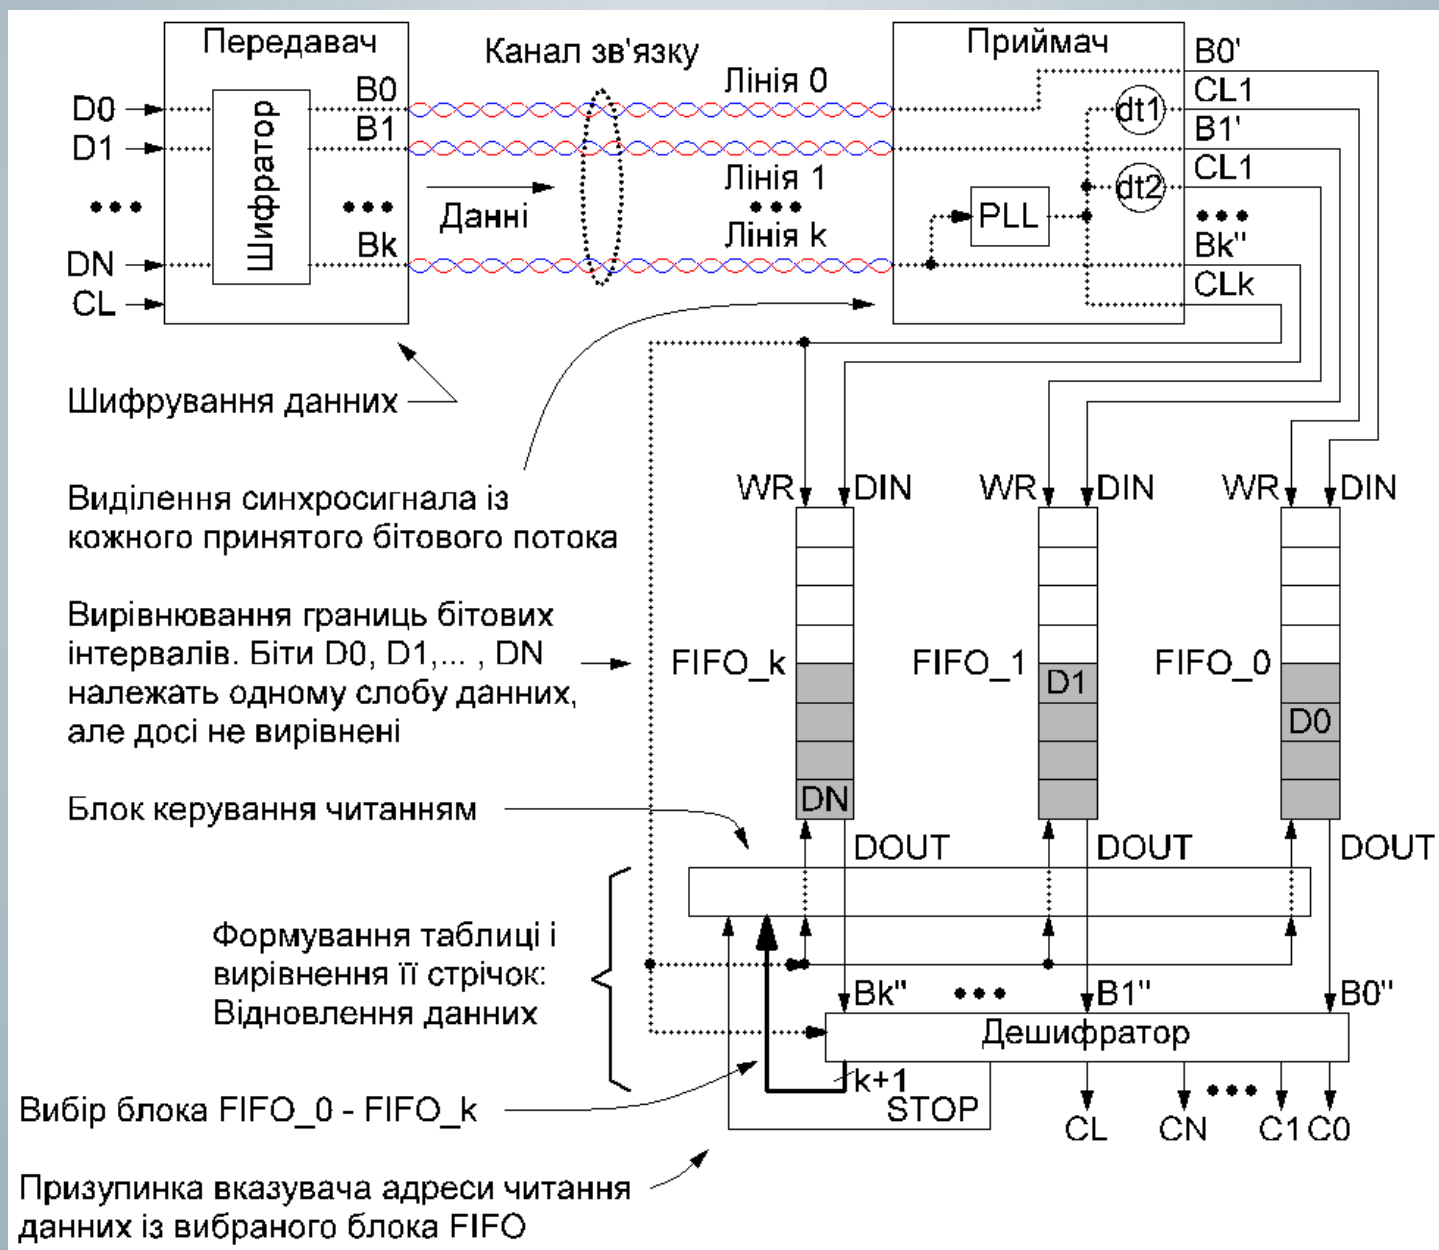 Передавач
Канал зв'язку
Приймач
B0'
D0
B0
Лінія 0
CL1
dt1
D1
B1
B1'
Шифратор
Лінія 1
CL1
dt2
•••
•••
Данні
•••
PLL
•••
DN
Bk
Лінія k
Bk''
CL
CLk
Шифрування данних
Виділення синхросигнала із
кожного принятого бітового потока
WR
DIN
WR
DIN
WR
DIN
Вирівнювання границь бітових
інтервалів. Біти D0, D1,... , DN
належать одному слобу данних,
але досі не вирівнені
FIFO_k
FIFO_1
FIFO_0
D1
D0
DN
Блок керування читанням
DOUT
DOUT
DOUT
Формування таблиці і
вирівнення її стрічок:
Відновлення данних
Bk''
•••
B1''
B0''
Дешифратор
k+1
STOP
•••
CL
CN
C1
C0
Вибір блока FIFO_0 - FIFO_k
Призупинка вказувача адреси читання
данних із вибраного блока FIFO